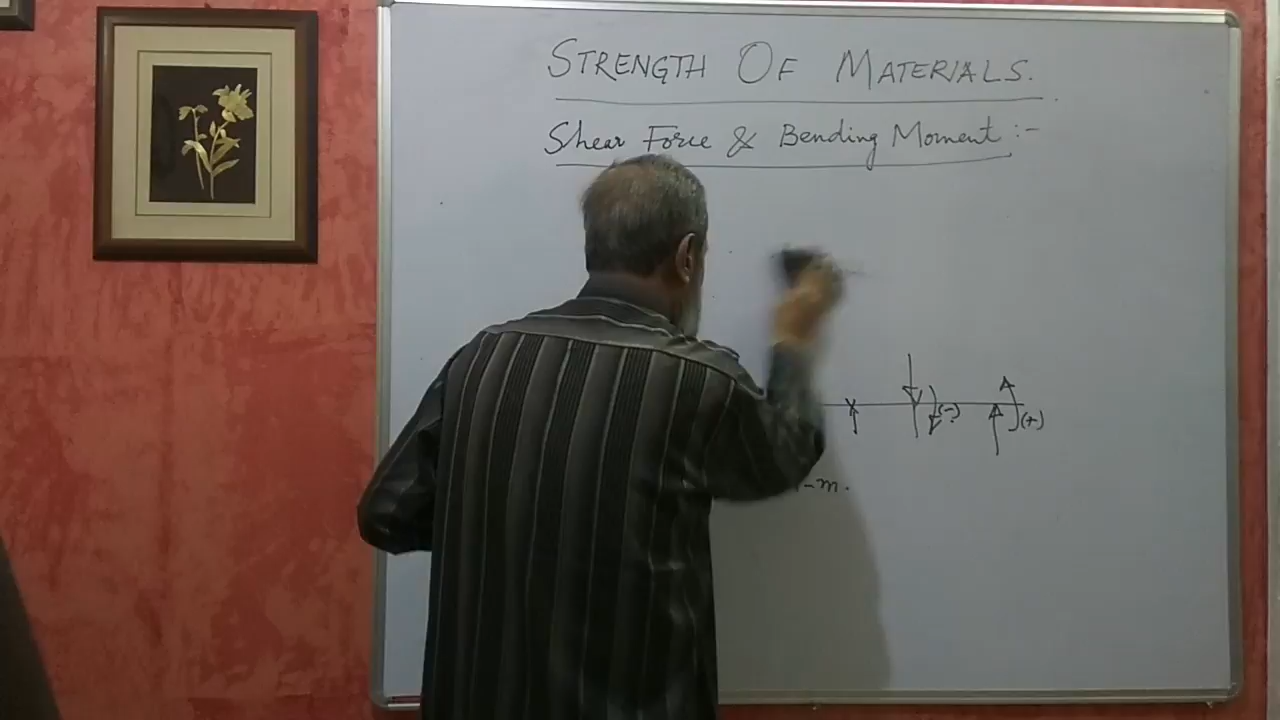 STRENGTH OF MATERIALS.
Shear Force & Bending Moment :-
(-)
(+)
-m.